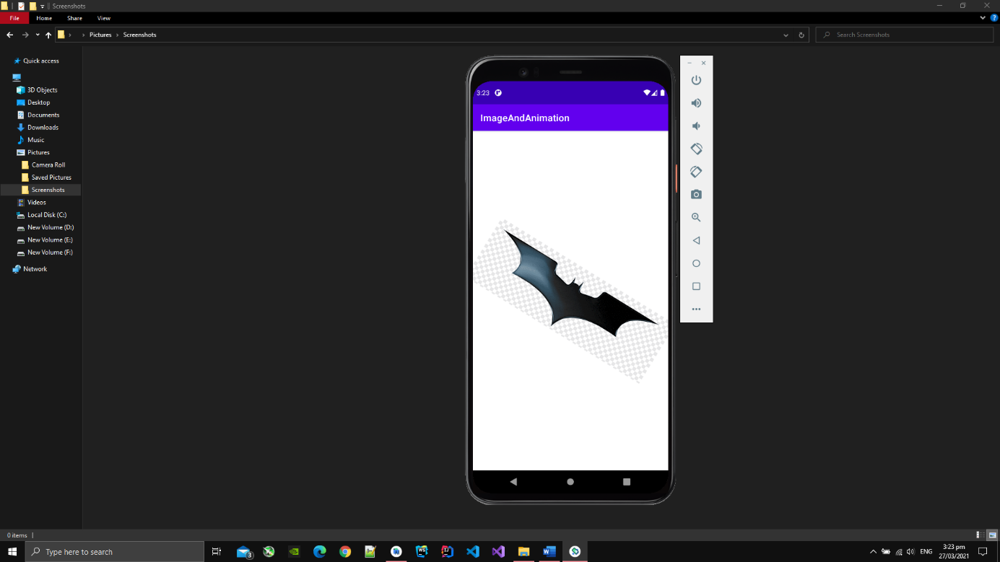 Screenshots
File Home Share View
Pictures Screenshots
Search Screenshots
Quick access
3D Objects
Desktop
Documents
Downloads
Music
Pictures
Camera Roll
Saved Pictures
Screenshots
Videos
Local Disk (C:)
New Volume (D:)
New Volume (E:)
New Volume (F:)
Network
3:23
ImageAndAnimation
0 items
Type here to search
3
WS
IJ
W
ENG
3:23 pm
27/03/2021